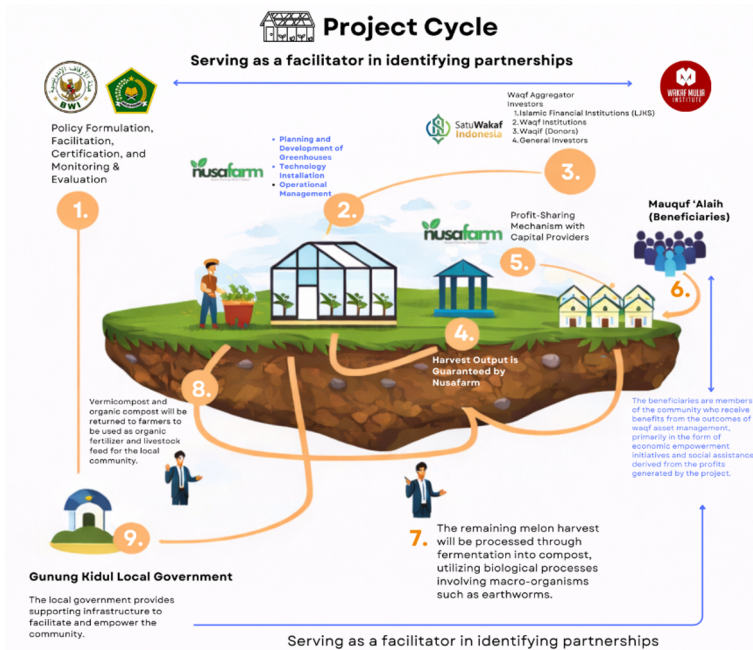 Project Cycle
Serving as a facilitator in identifying partnerships
BWI
WAKAF MULIA
INSTITUTE
Policy Formulation,
Facilitation,
Certification, and
Monitoring &
Evaluation
1.
nusafarm
• Planning and
Development of
Greenhouses
• Technology
Installation
• Operational
Management
2.
SatuWakaf
Indonesia
Waqf Aggregator
Investors
1.Islamic Financial Institutions (LJKS)
2.Waqf Institutions
3.Waqif (Donors)
4.General Investors
3.
nusafarm
Profit-Sharing
Mechanism with
Capital Providers
5.
Mauquf ‘Alaih
(Beneficiaries)
6.
4.
Harvest Output is
Guaranteed by
Nusafarm
8.
Vermicompost and
organic compost will be
returned to farmers to
be used as organic
fertilizer and livestock
feed for the local
community.
The beneficiaries are members
of the community who receive
benefits from the outcomes of
waqf asset management,
primarily in the form of
economic empowerment
initiatives and social assistance
derived from the profits
generated by the project.
7.
The remaining melon harvest
will be processed through
fermentation into compost,
utilizing biological processes
involving macro-organisms
such as earthworms.
9.
Gunung Kidul Local Government
The local government provides
supporting infrastructure to
facilitate and empower the
community.
Serving as a facilitator in identifying partnerships